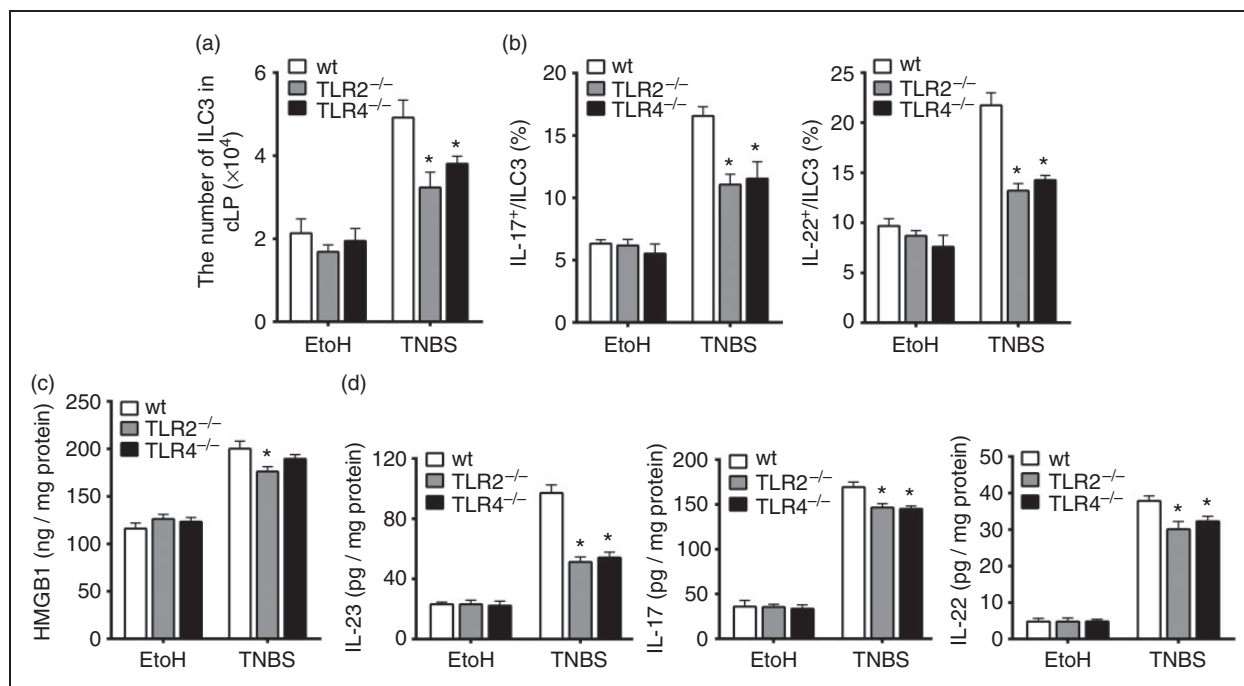 (a)
wt
TLR2−/−
TLR4−/−
The number of ILC3 in
cLP (×10⁴)
6
4
2
0
EtoH
TNBS
*
*
(b)
wt
TLR2−/−
TLR4−/−
IL-17⁺/ILC3 (%)
20
15
10
5
0
EtoH
TNBS
*
*
wt
TLR2−/−
TLR4−/−
IL-22⁺/ILC3 (%)
25
20
15
10
5
0
EtoH
TNBS
*
*
(c)
wt
TLR2−/−
TLR4−/−
HMGB1 (ng / mg protein)
250
200
150
100
50
0
EtoH
TNBS
*
(d)
wt
TLR2−/−
TLR4−/−
IL-23 (pg / mg protein)
120
80
40
0
EtoH
TNBS
*
*
wt
TLR2−/−
TLR4−/−
IL-17 (pg / mg protein)
200
150
100
50
0
EtoH
TNBS
*
*
wt
TLR2−/−
TLR4−/−
IL-22 (pg / mg protein)
50
40
30
20
5
0
EtoH
TNBS
*
*